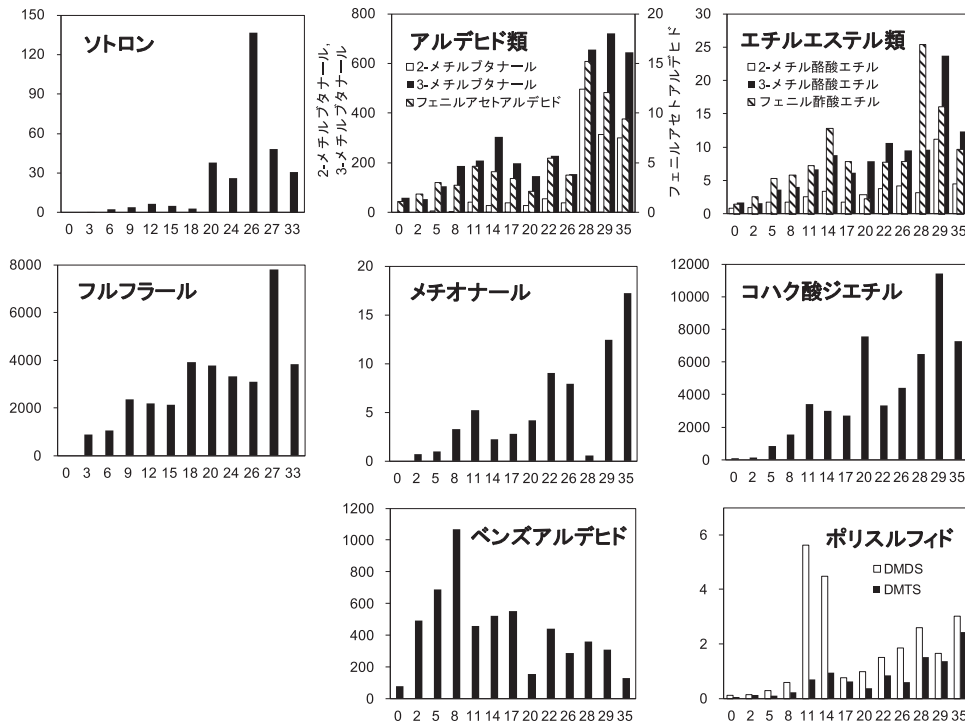 ソトロン
150
120
90
60
30
0
0 3 6 9 12 15 18 20 24 26 27 33
アルデヒド類
□2-メチルブタナール
■3-メチルブタナール
フェニルアセトアルデヒド
2-メチルブタナール,
3-メチルブタナール
800
600
400
200
0
20
15
10
5
0
フェニルアセトアルデヒド
0 2 5 8 11 14 17 20 22 26 28 29 35
エチルエステル類
□2-メチル酪酸エチル
■3-メチル酪酸エチル
フェニル酢酸エチル
30
25
20
15
10
5
0
0 2 5 8 11 14 17 20 22 26 28 29 35
フルフラール
8000
6000
4000
2000
0
0 3 6 9 12 15 18 20 24 26 27 33
メチオナール
20
15
10
5
0
0 2 5 8 11 14 17 20 22 26 28 29 35
コハク酸ジエチル
12000
10000
8000
6000
4000
2000
0
0 2 5 8 11 14 17 20 22 26 28 29 35
ベンズアルデヒド
1200
1000
800
600
400
200
0
0 2 5 8 11 14 17 20 22 26 28 29 35
ポリスルフィド
□DMDS
■DMTS
6
4
2
0
0 2 5 8 11 14 17 20 22 26 28 29 35